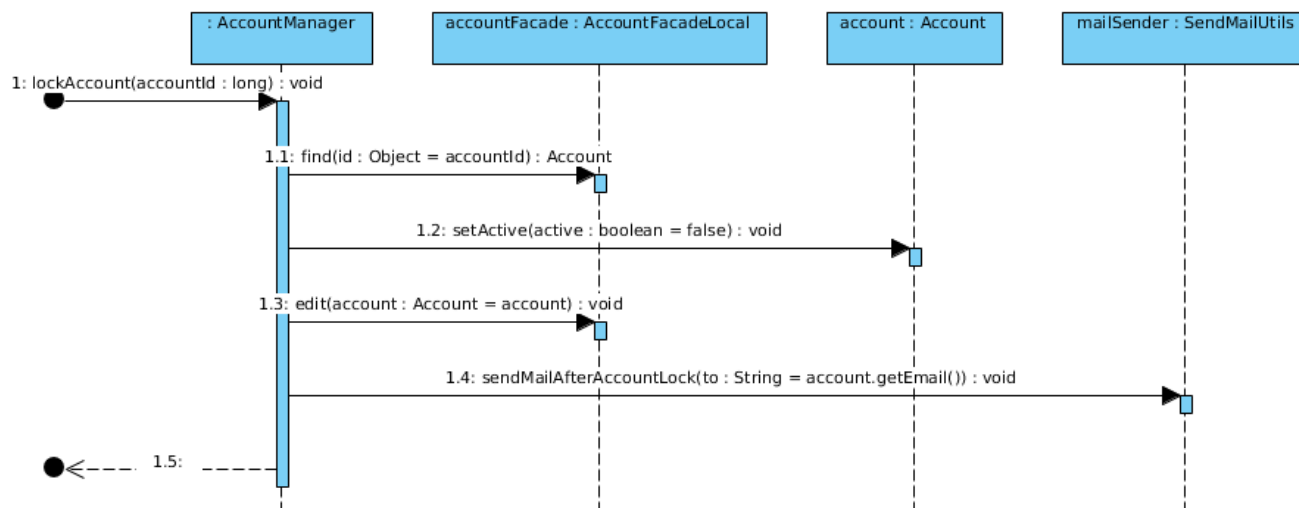 : AccountManager
accountFacade : AccountFacadeLocal
account : Account
mailSender : SendMailUtils
1: lockAccount(accountId : long) : void
1.1: find(id : Object = accountId) : Account
1.2: setActive(active : boolean = false) : void
1.3: edit(account : Account = account) : void
1.4: sendMailAfterAccountLock(to : String = account.getEmail()) : void
1.5: